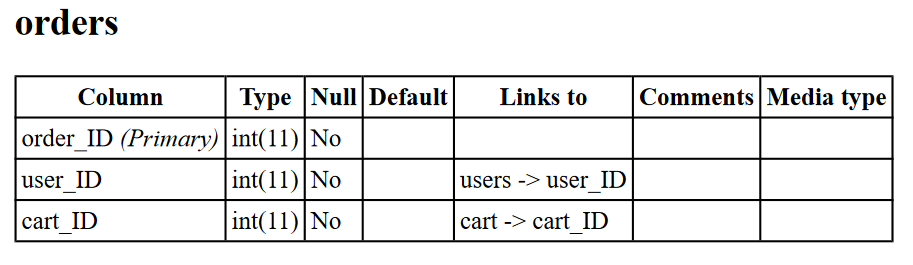 orders
Column Type Null Default Links to Comments Media type
order_ID (Primary) int(11) No
user_ID int(11) No users -> user_ID
cart_ID int(11) No cart -> cart_ID